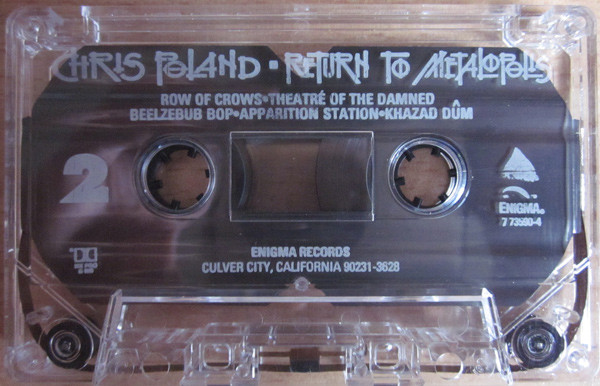 CHRIS POLAND • RETURN TO METALOPOLIS
ROW OF CROWS•THEATRÉ OF THE DAMNED
BEELZEBUB BOP•APPARITION STATION•KHAZAD DÛM
2
ENIGMA®
7 73590-4
ENIGMA RECORDS
CULVER CITY, CALIFORNIA 90231-3628